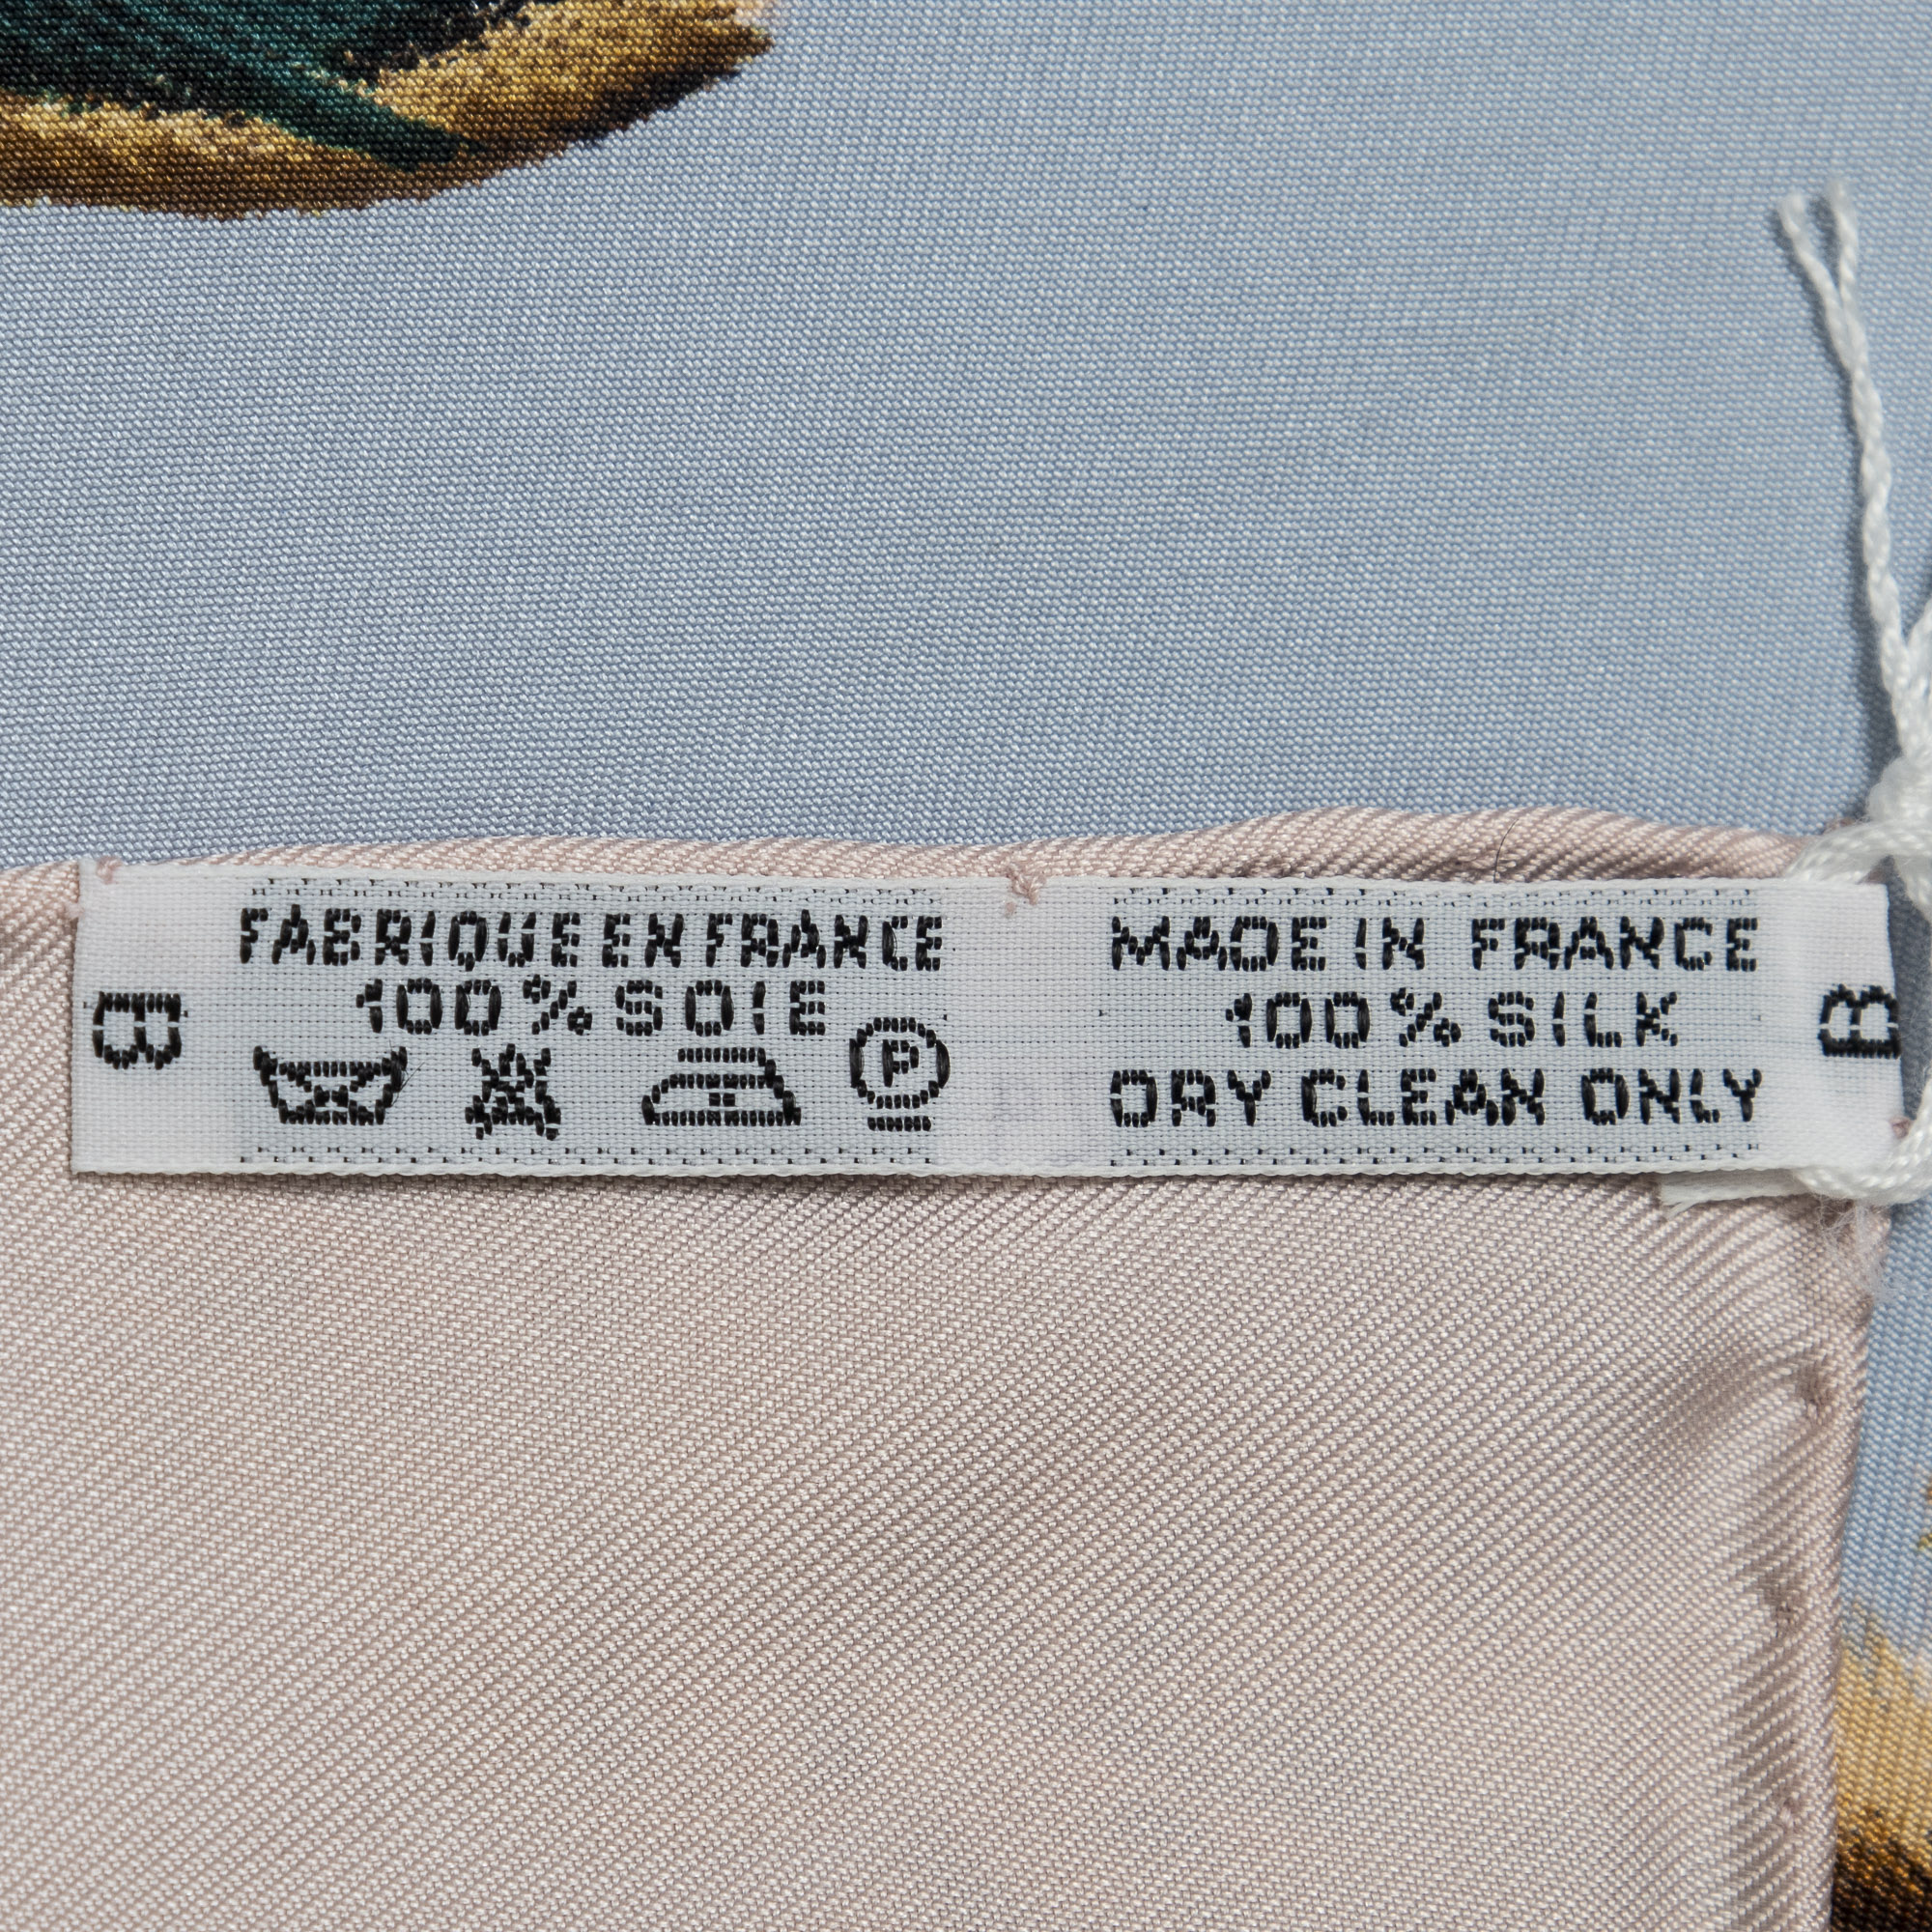 B
FABRIQUE EN FRANCE
100% SOIE
P
MADE IN FRANCE
100% SILK
DRY CLEAN ONLY
B